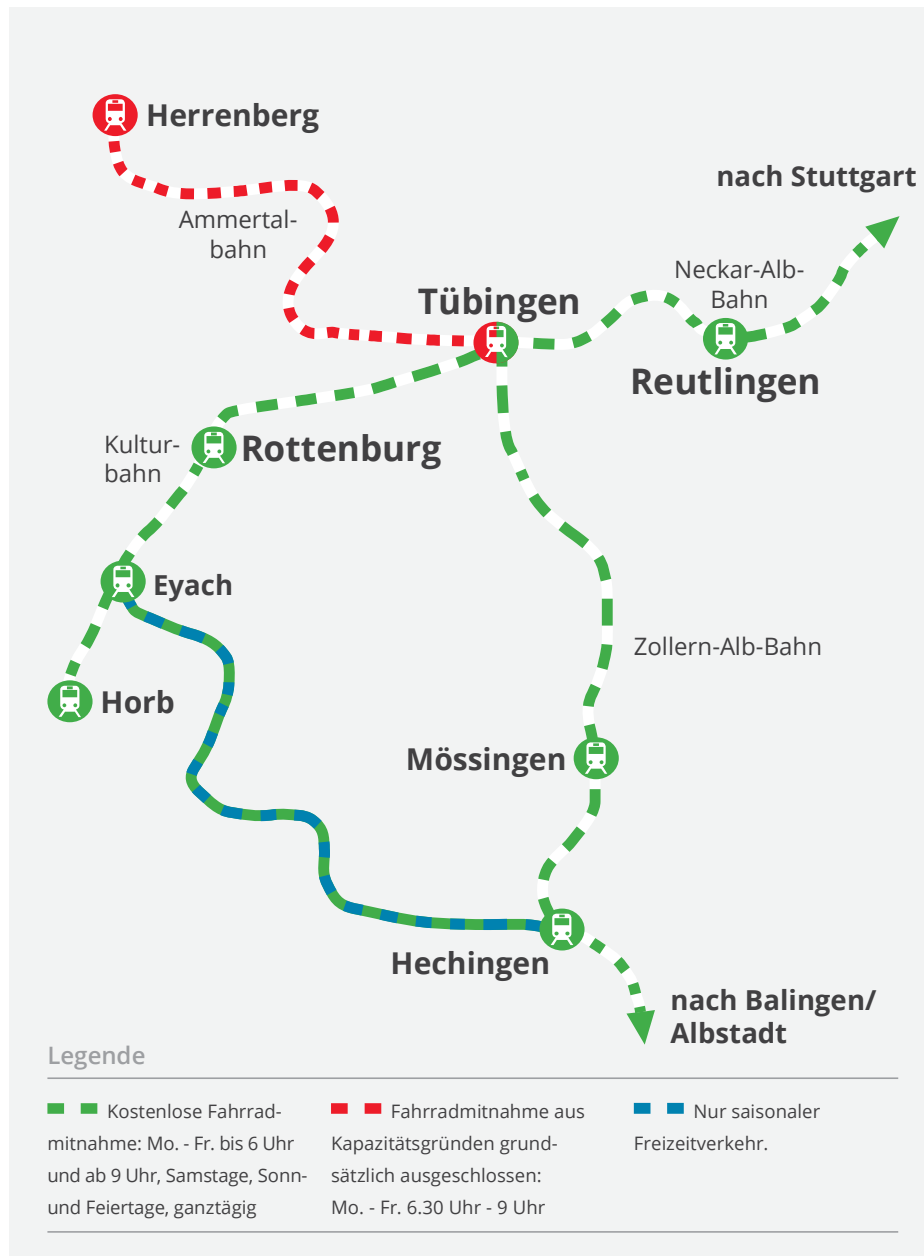 Herrenberg
nach Stuttgart
Ammertal-
bahn
Neckar-Alb-
Bahn
Tübingen
Reutlingen
Kultur-
bahn
Rottenburg
Eyach
Zollern-Alb-Bahn
Horb
Mössingen
Hechingen
nach Balingen/
Albstadt
Legende
Kostenlose Fahrrad-
mitnahme: Mo. - Fr. bis 6 Uhr
und ab 9 Uhr, Samstage, Sonn-
und Feiertage, ganztägig
Fahrradmitnahme aus
Kapazitätsgründen grund-
sätzlich ausgeschlossen:
Mo. - Fr. 6.30 Uhr - 9 Uhr
Nur saisonaler
Freizeitverkehr.